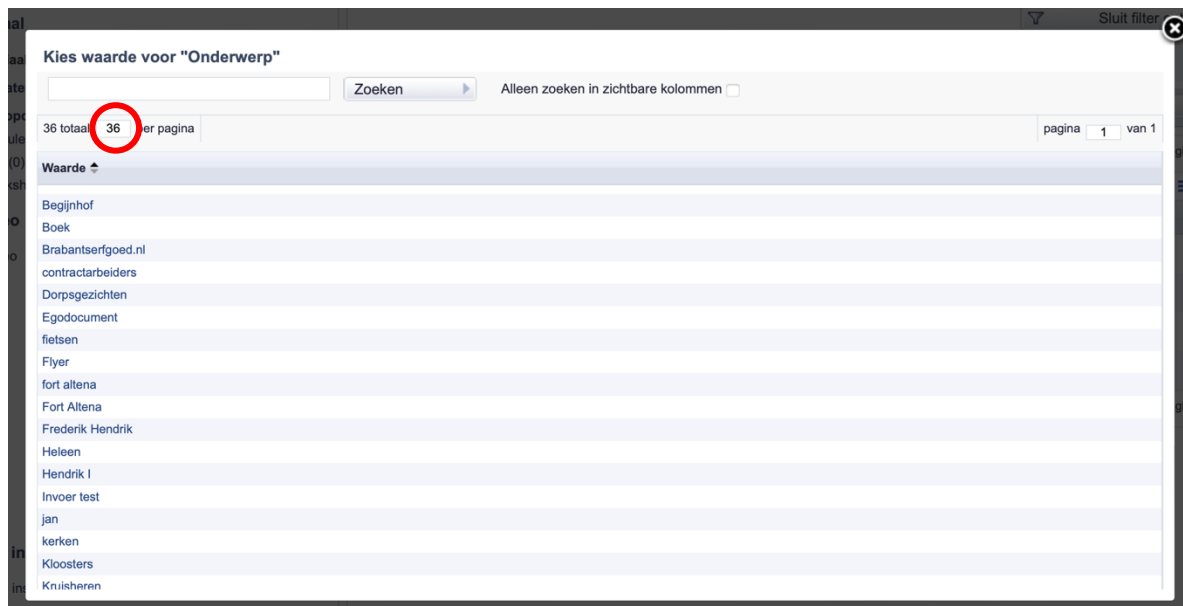 Sluit filter
Kies waarde voor "Onderwerp"
Zoeken
Alleen zoeken in zichtbare kolommen
36 totaal 36 per pagina
pagina 1 van 1
Waarde
Begijnhof
Boek
Brabantserfgoed.nl
contractarbeiders
Dorpsgezichten
Egodocument
fietsen
Flyer
fort altena
Fort Altena
Frederik Hendrik
Heleen
Hendrik I
Invoer test
jan
kerken
Kloosters
Kruisheren